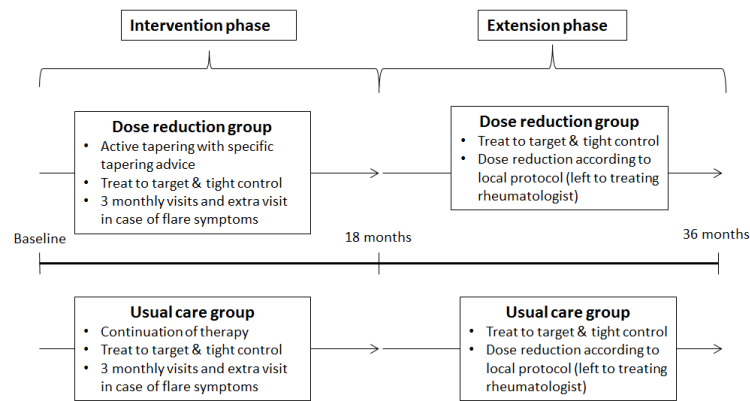 Intervention phase
Extension phase
Dose reduction group
• Active tapering with specific
tapering advice
• Treat to target & tight control
• 3 monthly visits and extra visit
in case of flare symptoms
Dose reduction group
• Treat to target & tight control
• Dose reduction according to
local protocol (left to treating
rheumatologist)
Baseline
18 months
36 months
Usual care group
• Continuation of therapy
• Treat to target & tight control
• 3 monthly visits and extra visit
in case of flare symptoms
Usual care group
• Treat to target & tight control
• Dose reduction according to
local protocol (left to treating
rheumatologist)